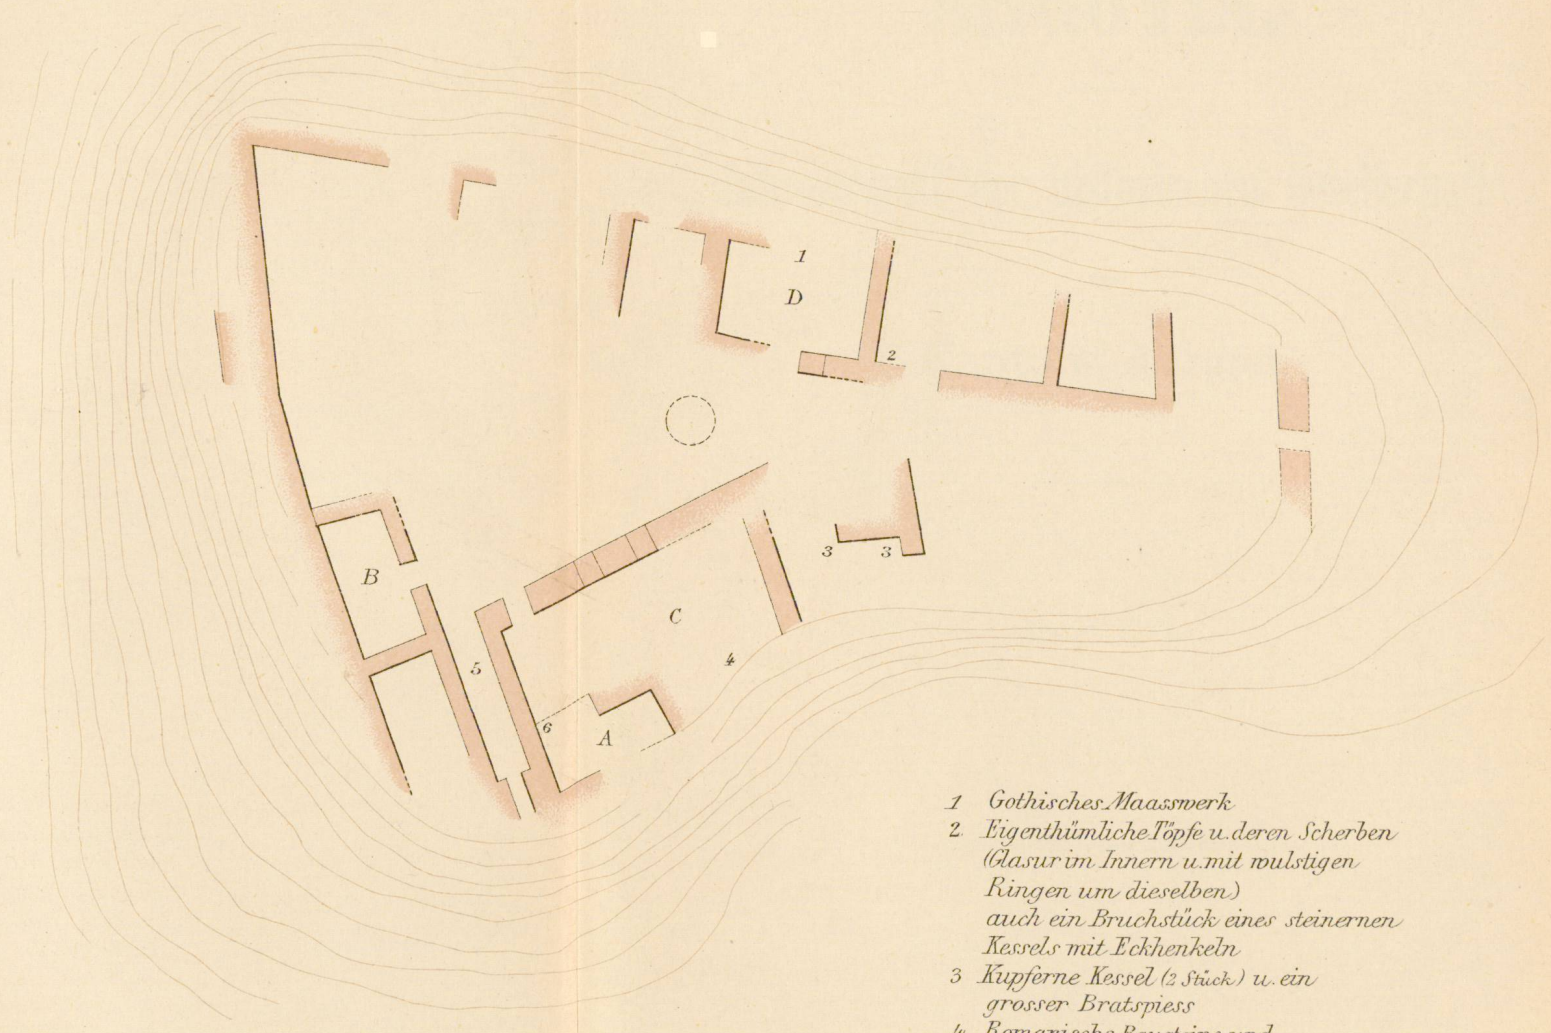 1
D
2
3 3
B
C
4
5
6
A
1 Gothisches Maasswerk
2 Eigenthümliche Töpfe u. deren Scherben
(Glasur im Innern u. mit wulstigen
Ringen um dieselben)
auch ein Bruchstück eines steinernen
Kessels mit Eckhenkeln
3 Kupferne Kessel (2 Stück) u. ein
grosser Bratspiess
4 Romanische